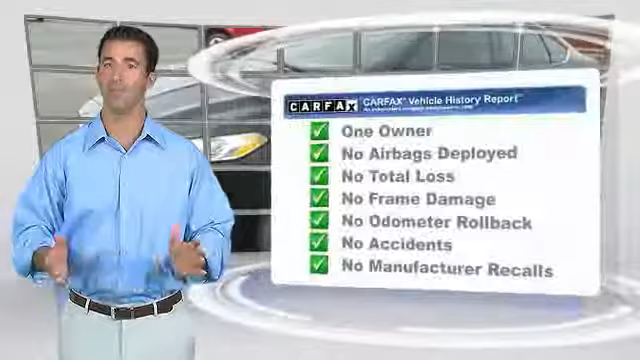 CARFAX CARFAX Vehicle History Report™
One Owner
No Airbags Deployed
No Total Loss
No Frame Damage
No Odometer Rollback
No Accidents
No Manufacturer Recalls